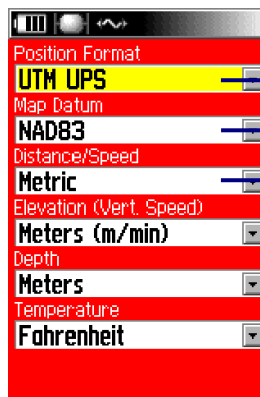 Position Format
UTM UPS
Map Datum
NAD83
Distance/Speed
Metric
Elevation (Vert. Speed)
Meters (m/min)
Depth
Meters
Temperature
Fahrenheit